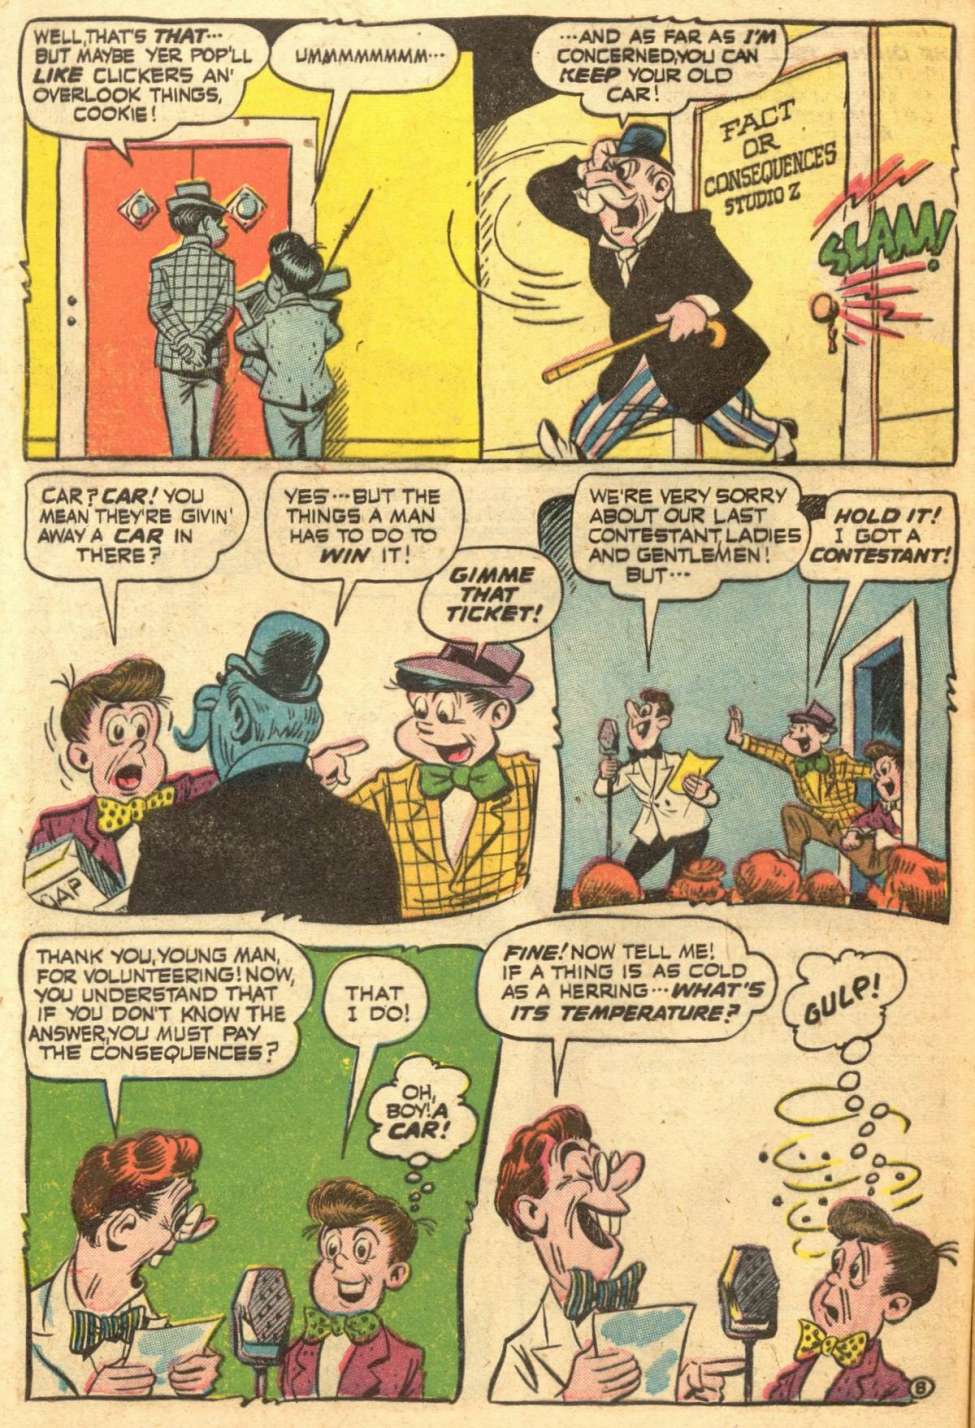 WELL, THAT'S THAT...
BUT MAYBE YER POP'LL
LIKE CLICKERS AN'
OVERLOOK THINGS,
COOKIE!
UMMMMMMMM...
...AND AS FAR AS I'M
CONCERNED, YOU CAN
KEEP YOUR OLD
CAR!
FACT
OR
CONSEQUENCES
STUDIO Z
SLAM!
CAR? CAR! YOU
MEAN THEY'RE GIVIN'
AWAY A CAR IN
THERE?
YES...BUT THE
THINGS A MAN
HAS TO DO TO
WIN IT!
GIMME
THAT
TICKET!
OAP
WE'RE VERY SORRY
ABOUT OUR LAST
CONTESTANT, LADIES
AND GENTLEMEN!
BUT...
HOLD IT!
I GOT A
CONTESTANT!
THANK YOU, YOUNG MAN,
FOR VOLUNTEERING! NOW,
YOU UNDERSTAND THAT
IF YOU DON'T KNOW THE
ANSWER, YOU MUST PAY
THE CONSEQUENCES?
THAT
I DO!
OH,
BOY! A
CAR!
FINE! NOW TELL ME!
IF A THING IS AS COLD
AS A HERRING...WHAT'S
ITS TEMPERATURE?
GULP!
8